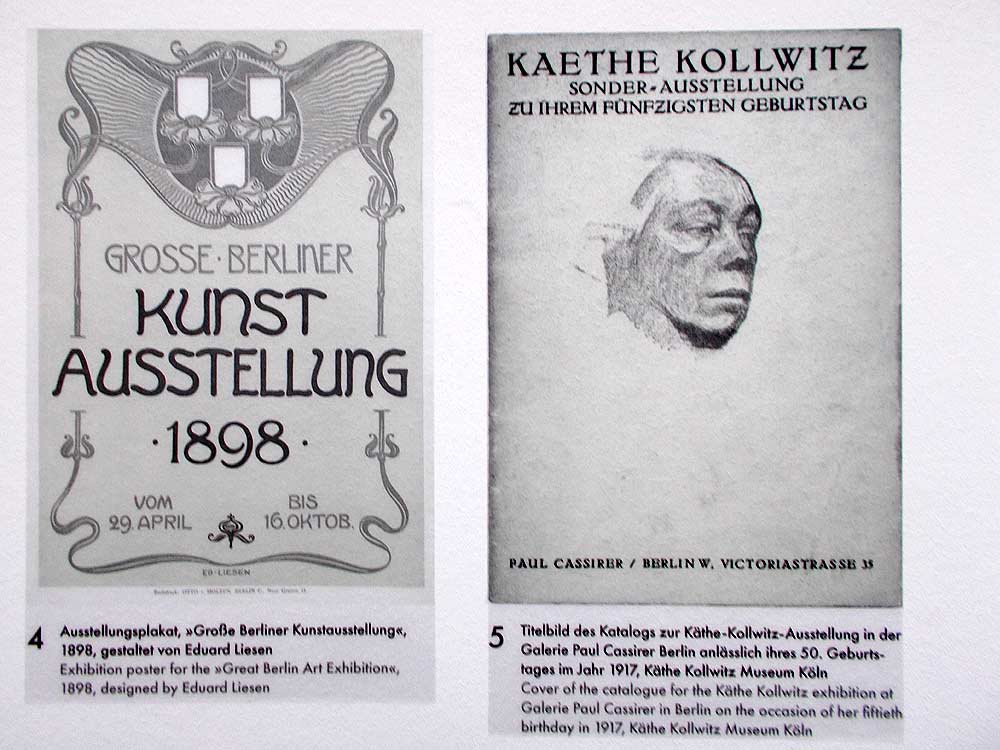 GROSSE · BERLINER
KUNST
AUSSTELLUNG
· 1898 ·
VOM
29. APRIL
BIS
16. OKTOB.
ED · LIESEN
4
Ausstellungsplakat, »Große Berliner Kunstausstellung«,
1898, gestaltet von Eduard Liesen
Exhibition poster for the »Great Berlin Art Exhibition«,
1898, designed by Eduard Liesen
KAETHE KOLLWITZ
SONDER-AUSSTELLUNG
ZU IHREM FÜNFZIGSTEN GEBURTSTAG
PAUL CASSIRER / BERLIN W, VICTORIASTRASSE 35
5
Titelbild des Katalogs zur Käthe-Kollwitz-Ausstellung in der
Galerie Paul Cassirer Berlin anlässlich ihres 50. Geburts-
tages im Jahr 1917, Käthe Kollwitz Museum Köln
Cover of the catalogue for the Käthe Kollwitz exhibition at
Galerie Paul Cassirer in Berlin on the occasion of her fiftieth
birthday in 1917, Käthe Kollwitz Museum Köln